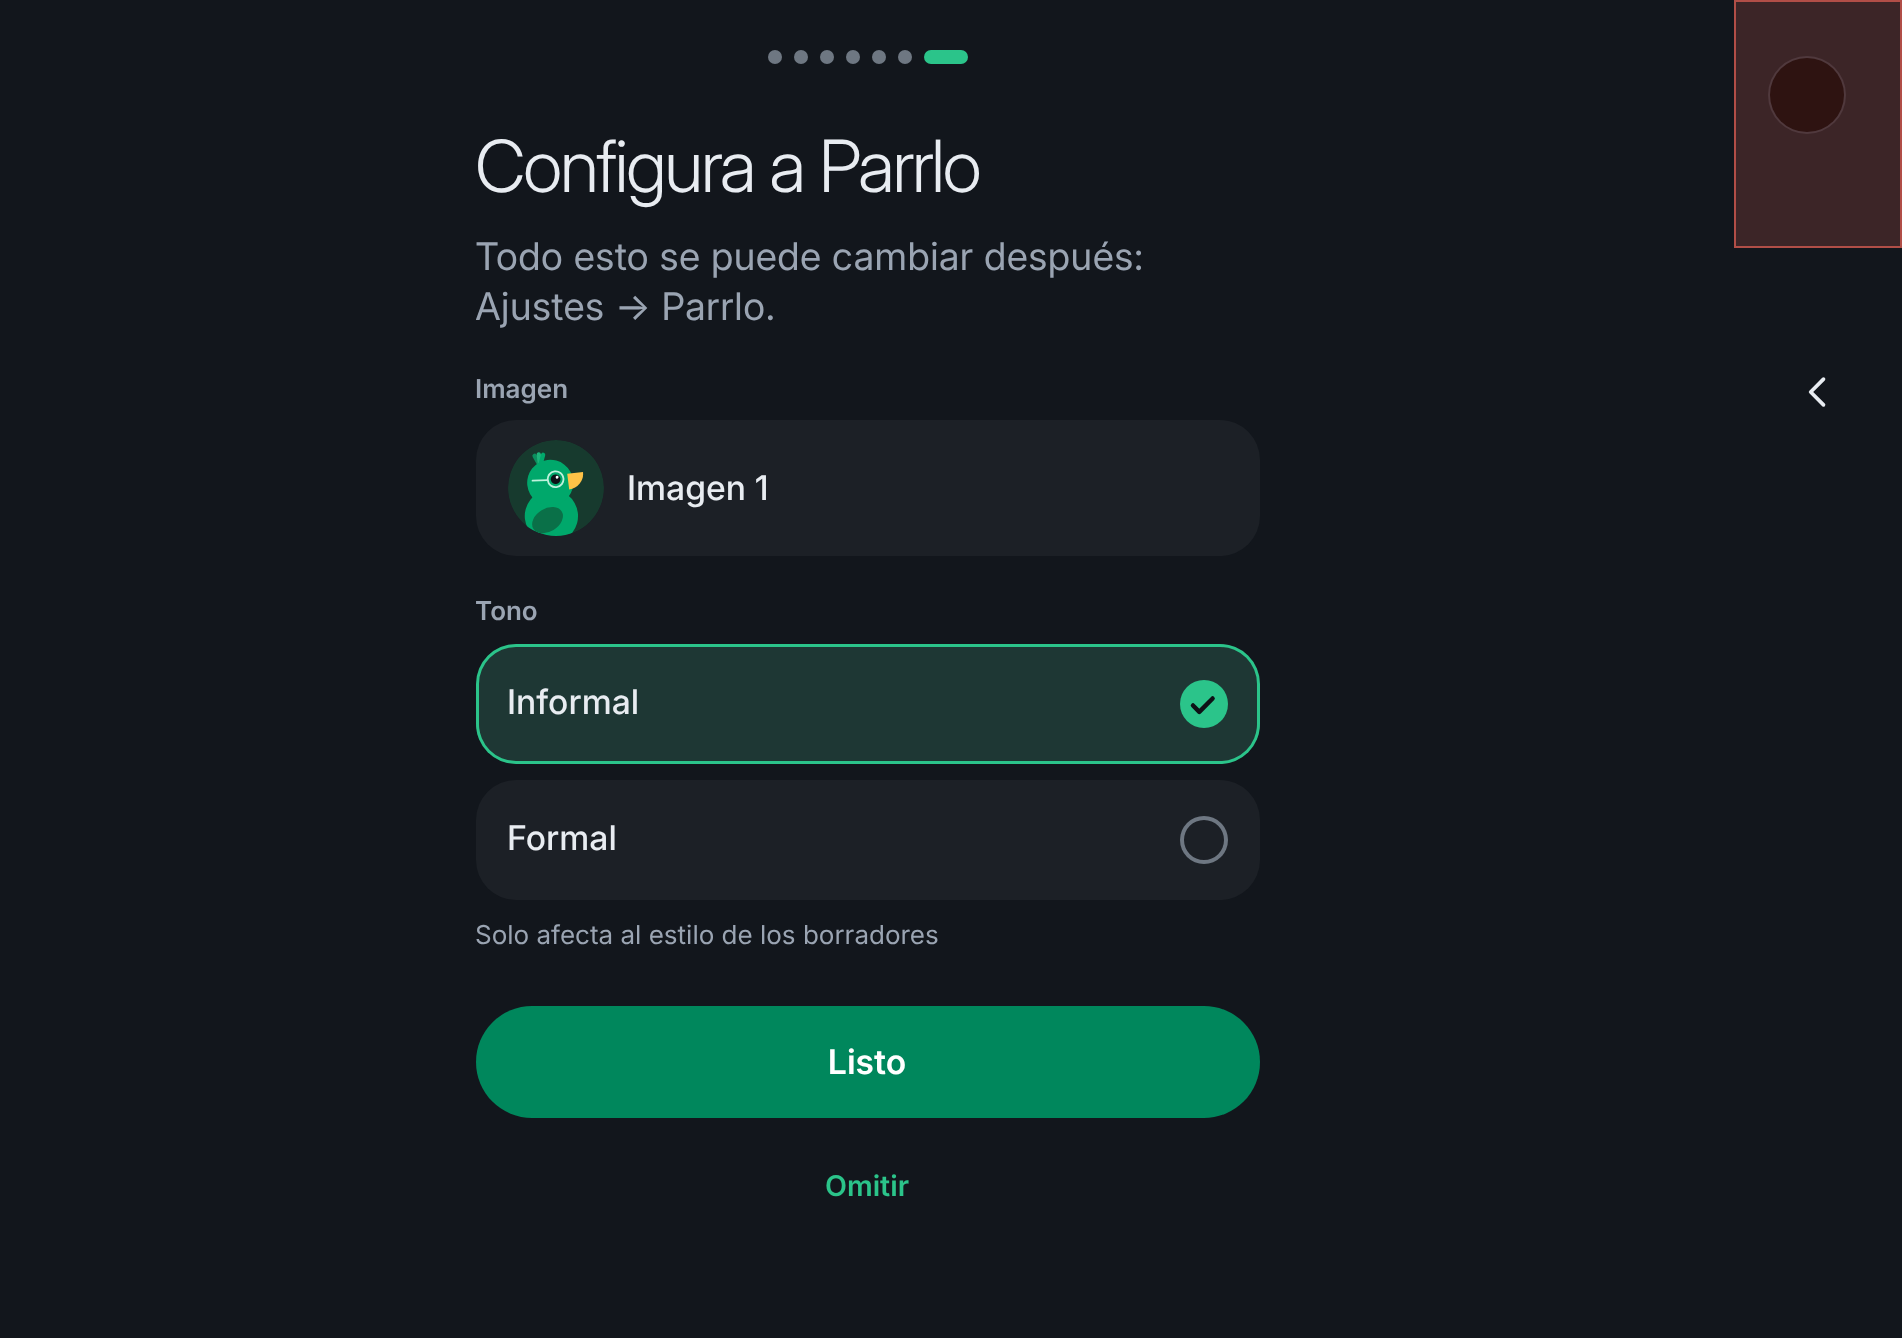 Configura a Parrlo
Todo esto se puede cambiar después:
Ajustes → Parrlo.
Imagen
Imagen 1
Tono
Informal
Formal
Solo afecta al estilo de los borradores
Listo
Omitir